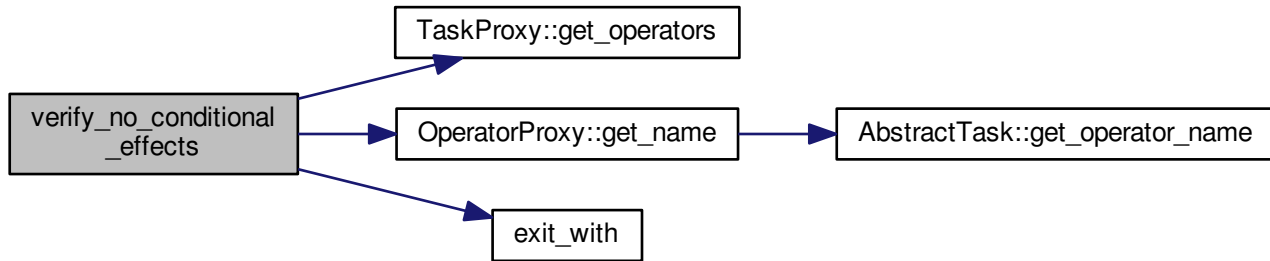 TaskProxy::get_operators
verify_no_conditional
_effects
OperatorProxy::get_name
AbstractTask::get_operator_name
exit_with